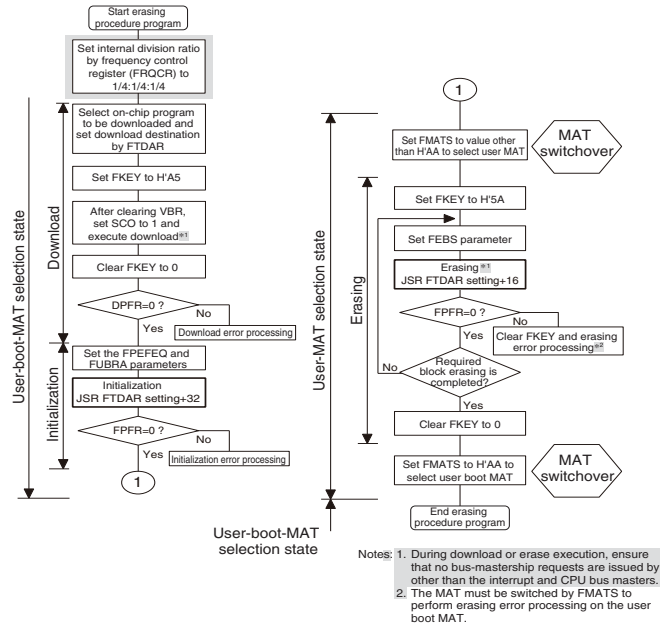 Start erasing
procedure program
Set internal division ratio
by frequency control
register (FRQCR) to
1/4:1/4:1/4
Select on-chip program
to be downloaded and
set download destination
by FTDAR
Set FKEY to H'A5
After clearing VBR,
set SCO to 1 and
execute download*1
Clear FKEY to 0
DPFR=0 ?
No
Yes
Download error processing
Set the FPEFEQ and
FUBRA parameters
Initialization
JSR FTDAR setting+32
FPFR=0 ?
No
Yes
Initialization error processing
1
User-boot-MAT selection state
Download
Initialization
1
Set FMATS to value other
than H'AA to select user MAT
MAT
switchover
Set FKEY to H'5A
Set FEBS parameter
Erasing*1
JSR FTDAR setting+16
FPFR=0 ?
No
Yes
Clear FKEY and erasing
error processing*2
No
Required
block erasing is
completed?
Yes
Clear FKEY to 0
Set FMATS to H'AA to
select user boot MAT
MAT
switchover
End erasing
procedure program
User-MAT selection state
Erasing
User-boot-MAT
selection state
Notes: 1. During download or erase execution, ensure
that no bus-mastership requests are issued by
other than the interrupt and CPU bus masters.
2. The MAT must be switched by FMATS to
perform erasing error processing on the user
boot MAT.